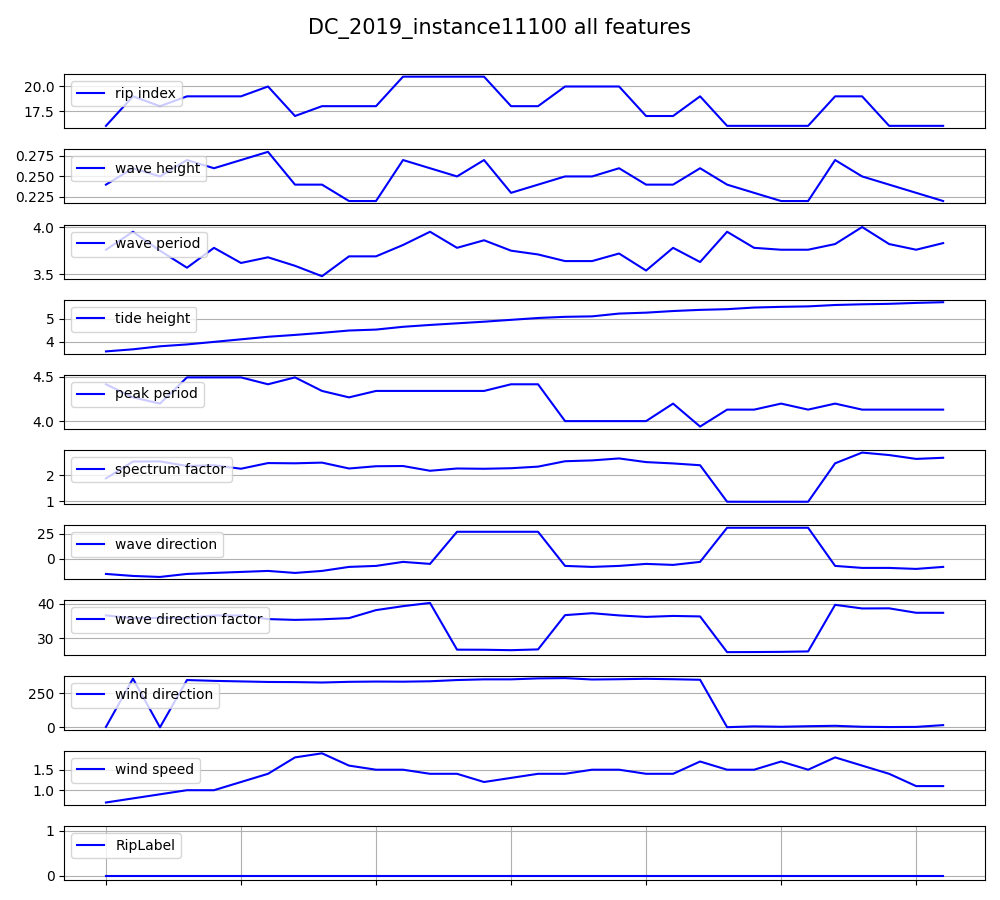 DC_2019_instance11100 all features
20.0
17.5
rip index
0.275
0.250
0.225
wave height
4.0
3.5
wave period
5
4
tide height
4.5
4.0
peak period
2
1
spectrum factor
25
0
wave direction
40
30
wave direction factor
250
0
wind direction
1.5
1.0
wind speed
1
0
RipLabel